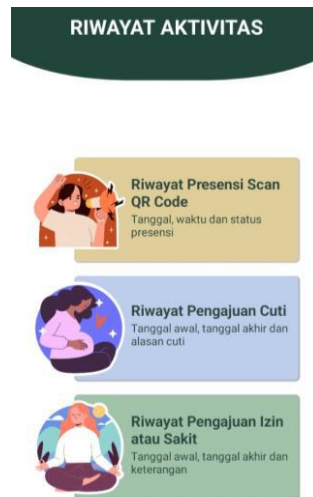 RIWAYAT AKTIVITAS
Riwayat Presensi Scan
QR Code
Tanggal, waktu dan status
presensi
Riwayat Pengajuan Cuti
Tanggal awal, tanggal akhir dan
alasan cuti
Riwayat Pengajuan Izin
atau Sakit
Tanggal awal, tanggal akhir dan
keterangan